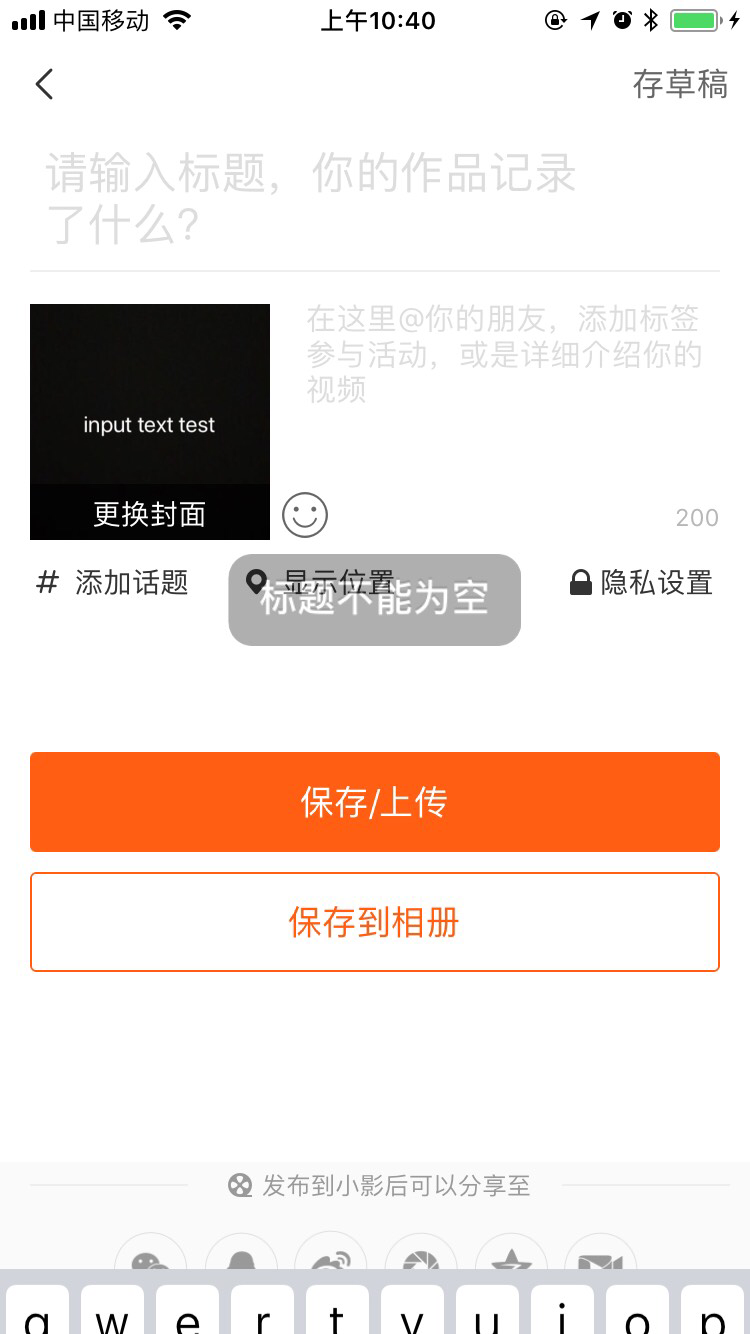 中国移动
上午10:40
存草稿
请输入标题，你的作品记录
了什么?
在这里@你的朋友，添加标签
参与活动，或是详细介绍你的
视频
input text test
更换封面
200
# 添加话题
显示位置
隐私设置
标题不能为空
保存/上传
保存到相册
发布到小影后可以分享至
q w e r t y u i o p